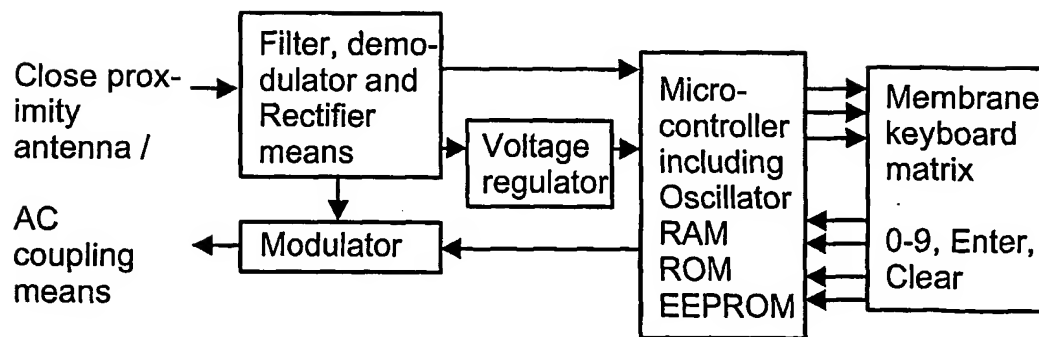 Close prox-
imity
antenna /
AC
coupling
means
Filter, demo-
dulator and
Rectifier
means
Voltage
regulator
Modulator
Micro-
controller
including
Oscillator
RAM
ROM
EEPROM
Membrane
keyboard
matrix
0-9, Enter,
Clear